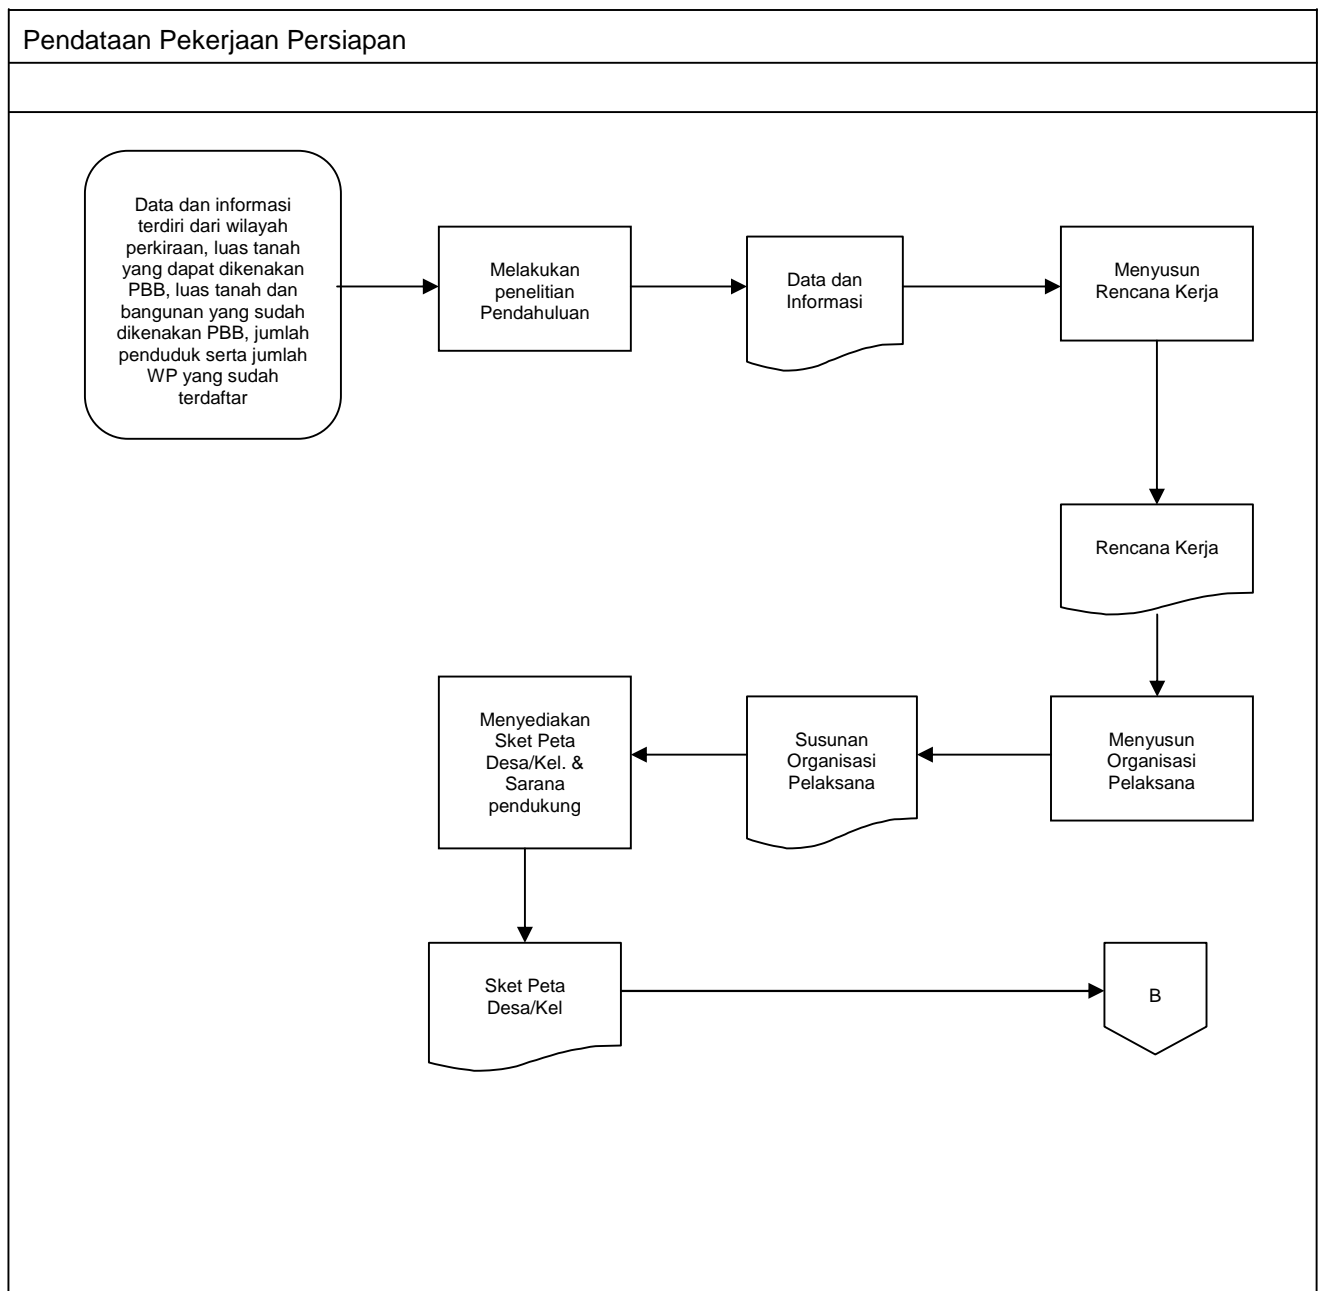 Pendataan Pekerjaan Persiapan
Data dan informasi
terdiri dari wilayah
perkiraan, luas tanah
yang dapat dikenakan
PBB, luas tanah dan
bangunan yang sudah
dikenakan PBB, jumlah
penduduk serta jumlah
WP yang sudah
terdaftar
Melakukan
penelitian
Pendahuluan
Data dan
Informasi
Menyusun
Rencana Kerja
Rencana Kerja
Menyusun
Organisasi
Pelaksana
Susunan
Organisasi
Pelaksana
Menyediakan
Sket Peta
Desa/Kel. &
Sarana
pendukung
Sket Peta
Desa/Kel
B